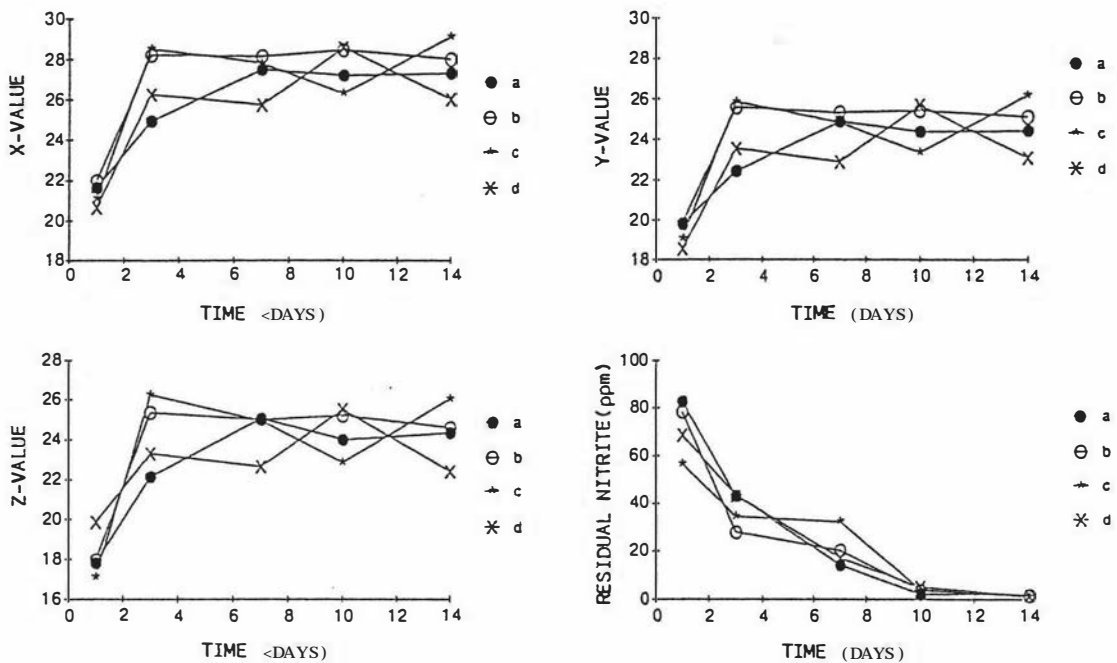 X-VALUE
30
28
26
24
22
20
18
0 2 4 6 8 10 12 14
TIME <DAYS)
a
b
c
d
Y-VALUE
30
28
26
24
22
20
18
0 2 4 6 8 10 12 14
TIME (DAYS)
a
b
c
d
Z-VALUE
28
26
24
22
20
18
16
0 2 4 6 8 10 12 14
TIME <DAYS)
a
b
c
d
RESIDUAL NITRITE(ppm)
100
80
60
40
20
0
0 2 4 6 8 10 12 14
TIME (DAYS)
a
b
c
d